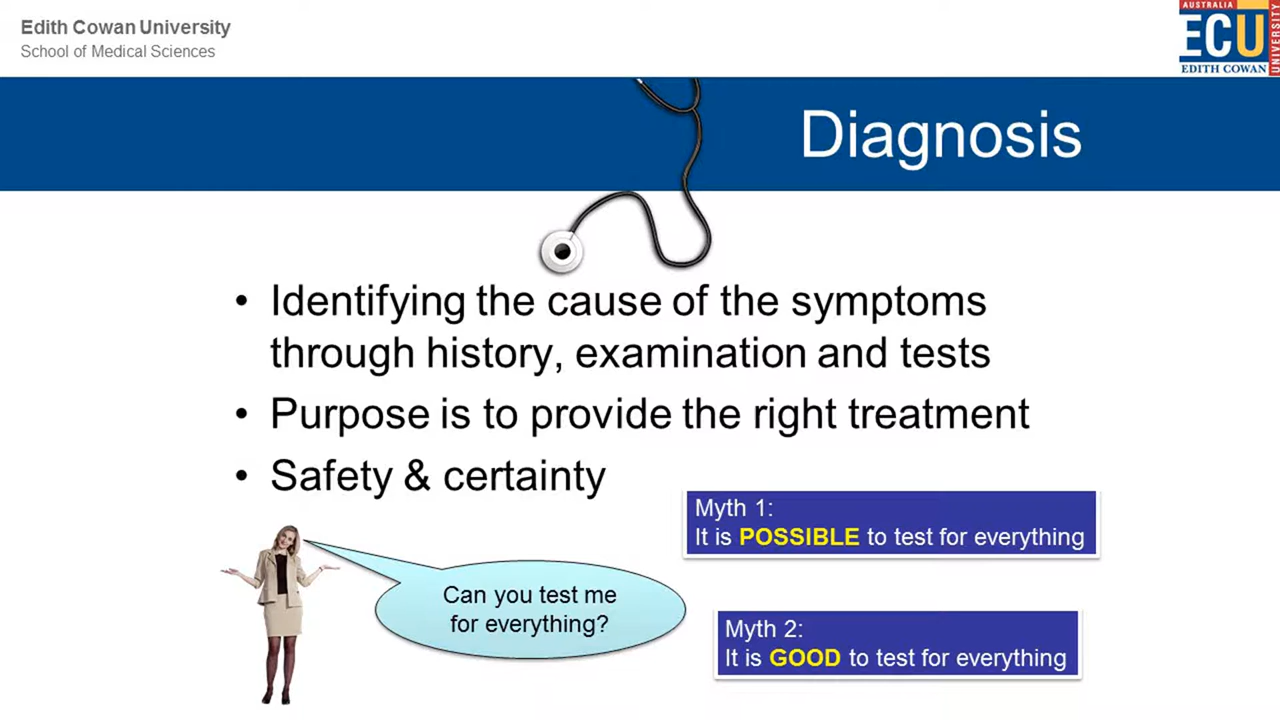 Edith Cowan University
School of Medical Sciences
AUSTRALIA
ECU
EDITH COWAN
UNIVERSITY
Diagnosis
• Identifying the cause of the symptoms
through history, examination and tests
• Purpose is to provide the right treatment
• Safety & certainty
Myth 1:
It is POSSIBLE to test for everything
Can you test me
for everything?
Myth 2:
It is GOOD to test for everything